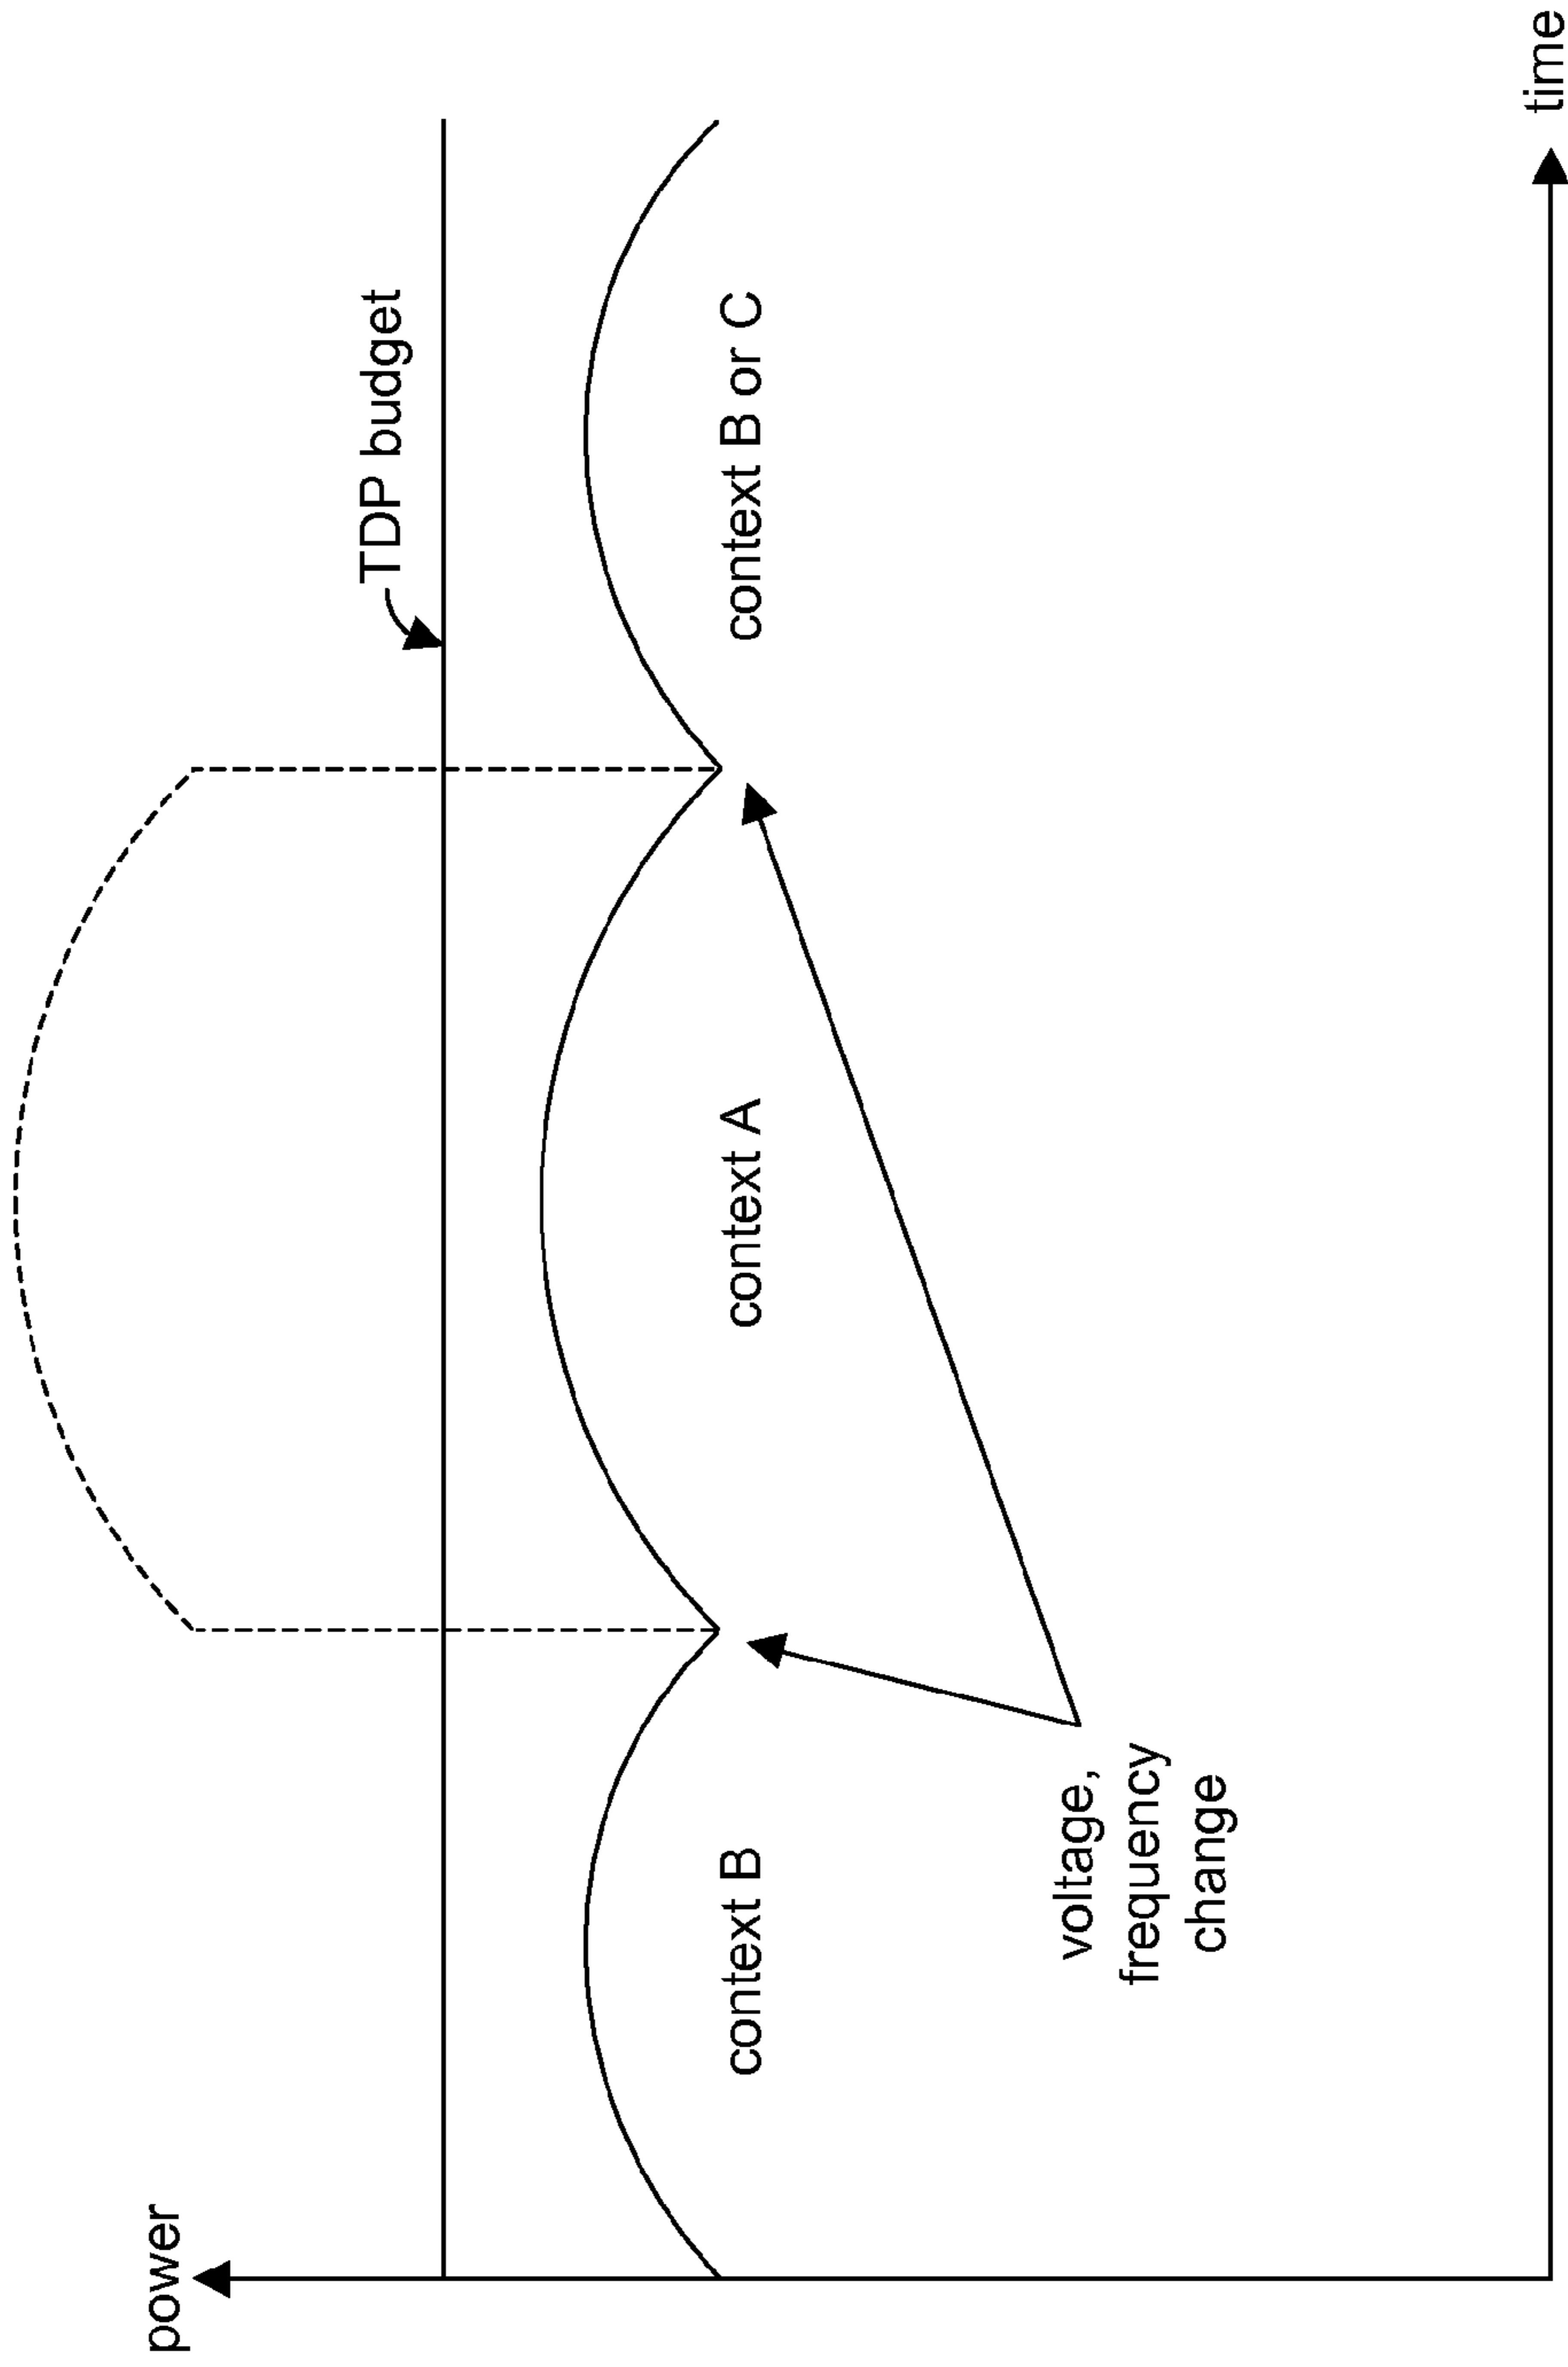 power
TDP budget
context B
context A
context B or C
voltage,
frequency
change
time